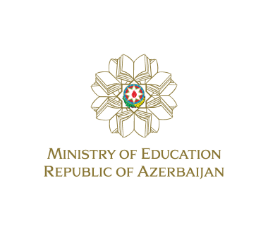 MINISTRY OF EDUCATION
REPUBLIC OF AZERBAIJAN